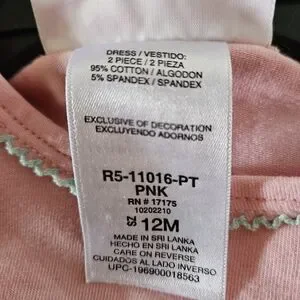 DRESS / VESTIDO:
2 PIECE / 2 PIEZA
95% COTTON / ALGODON
5% SPANDEX / SPANDEX
EXCLUSIVE OF DECORATION
EXCLUYENDO ADORNOS
R5-11016-PT
PNK
RN # 17175
10202210
SZ 12M
MADE IN SRI LANKA
HECHO EN SRI LANKA
CARE ON REVERSE
CUIDADOS AL LADO INVERSO
UPC-196900018563